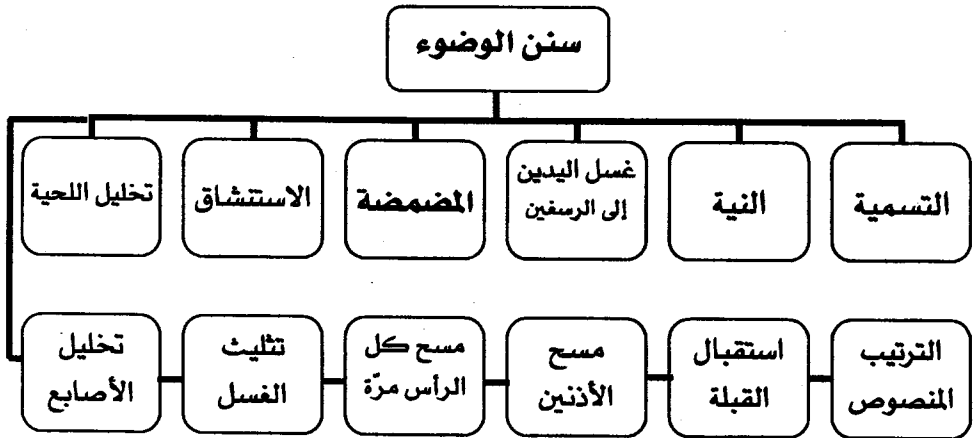 سنن الوضوء
التسمية
النية
غسل اليدين
إلى الرسغين
المضمضة
الاستنشاق
تخليل اللحية
الترتيب
المنصوص
استقبال
القبلة
مسح
الأذنين
مسح كل
الرأس مرّة
تثليث
الغسل
تخليل
الأصابع